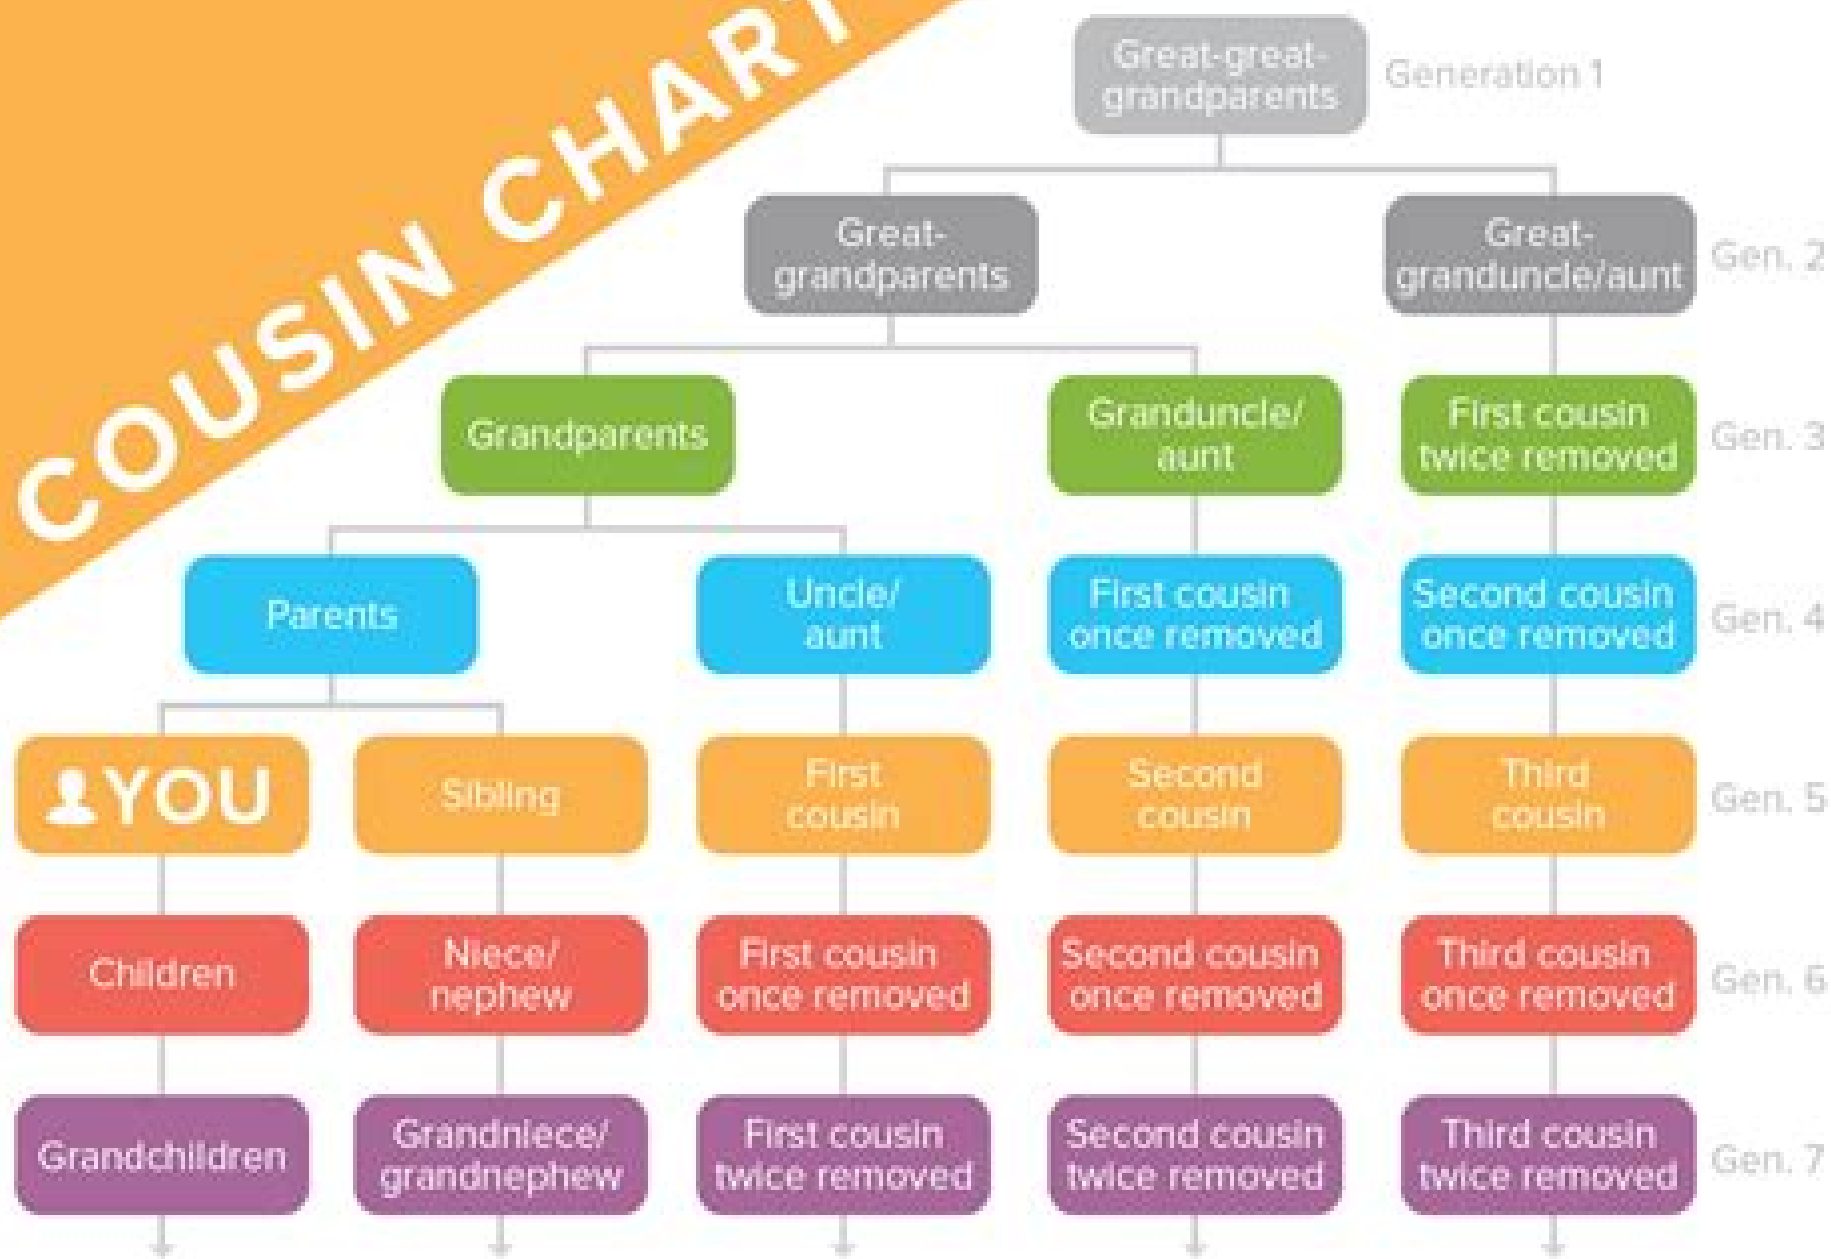 COUSIN CHART
Great-great-
grandparents
Generation 1
Great-
grandparents
Great-
granduncle/aunt
Gen. 2
Grandparents
Granduncle/
aunt
First cousin
twice removed
Gen. 3
Parents
Uncle/
aunt
First cousin
once removed
Second cousin
once removed
Gen. 4
YOU
Sibling
First
cousin
Second
cousin
Third
cousin
Gen. 5
Children
Niece/
nephew
First cousin
once removed
Second cousin
once removed
Third cousin
once removed
Gen. 6
Grandchildren
Grandniece/
grandnephew
First cousin
twice removed
Second cousin
twice removed
Third cousin
twice removed
Gen. 7